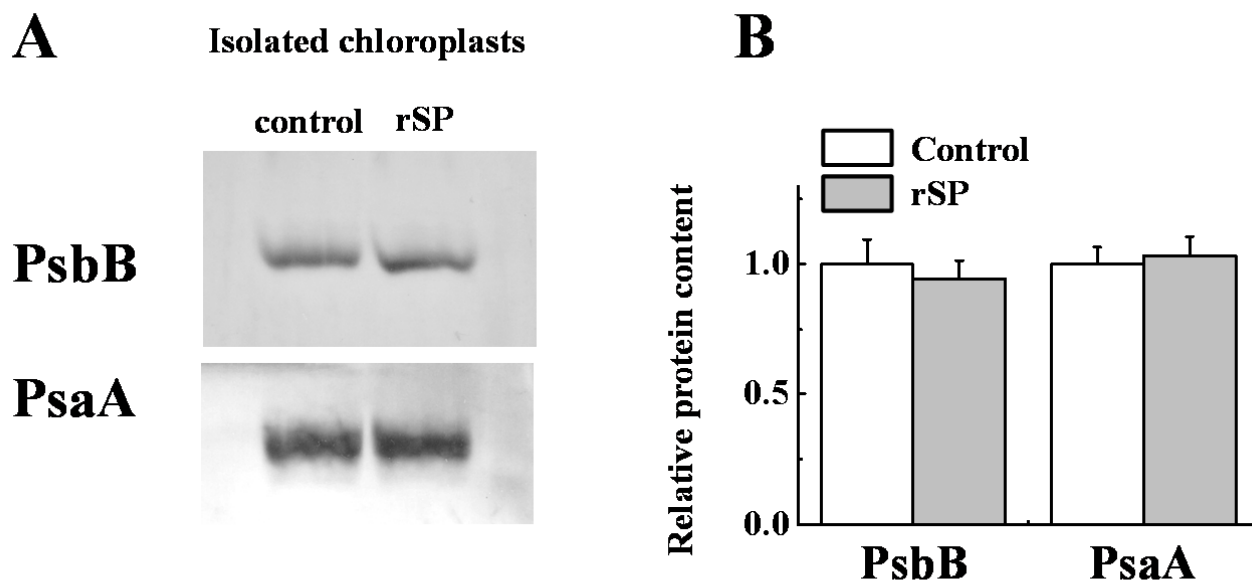 A
Isolated chloroplasts
control rSP
PsbB
PsaA
B
Control
rSP
Relative protein content
1.0
0.5
0.0
PsbB PsaA